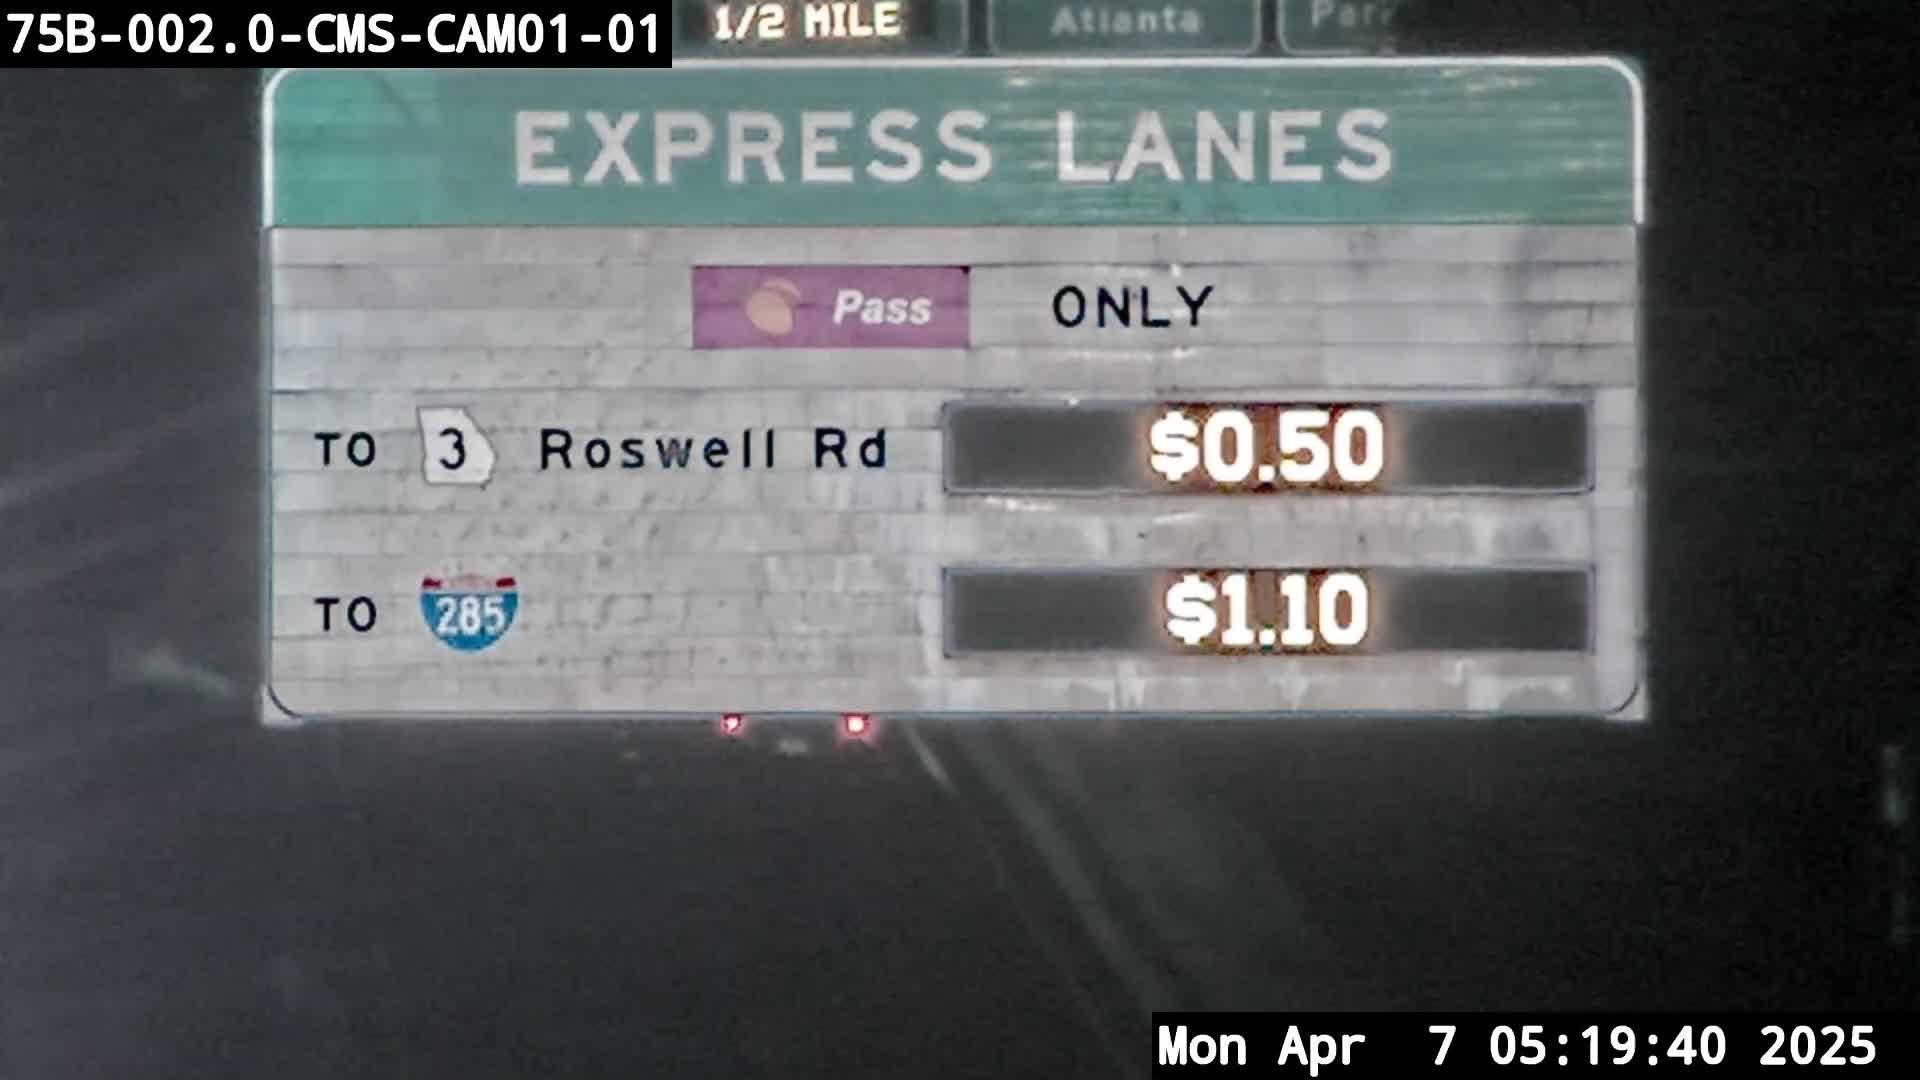 75B-002.0-CMS-CAM01-01
1/2 MILE
Atlanta
EXPRESS LANES
Pass ONLY
TO 3 Roswell Rd $0.50
TO 285 $1.10
Mon Apr 7 05:19:40 2025